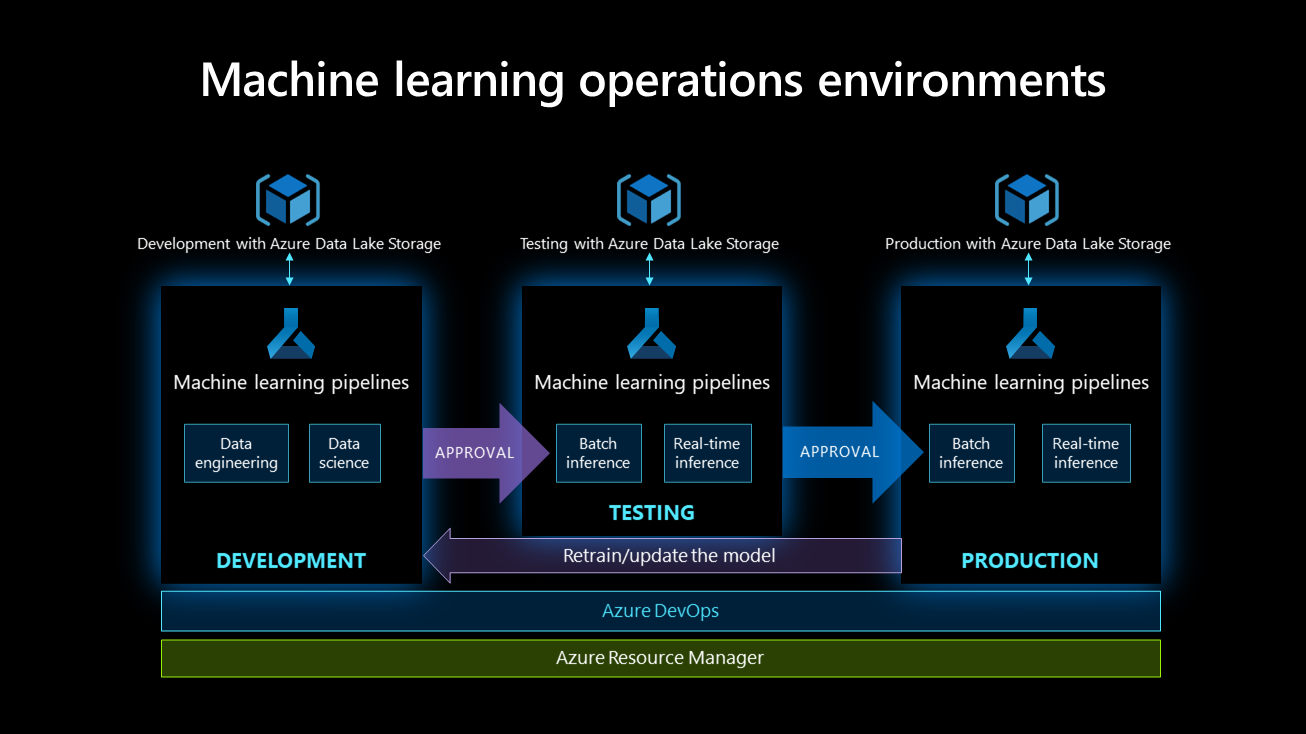 Machine learning operations environments
Development with Azure Data Lake Storage
Testing with Azure Data Lake Storage
Production with Azure Data Lake Storage
Machine learning pipelines
Data
engineering
Data
science
DEVELOPMENT
APPROVAL
Machine learning pipelines
Batch
inference
Real-time
inference
TESTING
APPROVAL
Machine learning pipelines
Batch
inference
Real-time
inference
PRODUCTION
Retrain/update the model
Azure DevOps
Azure Resource Manager